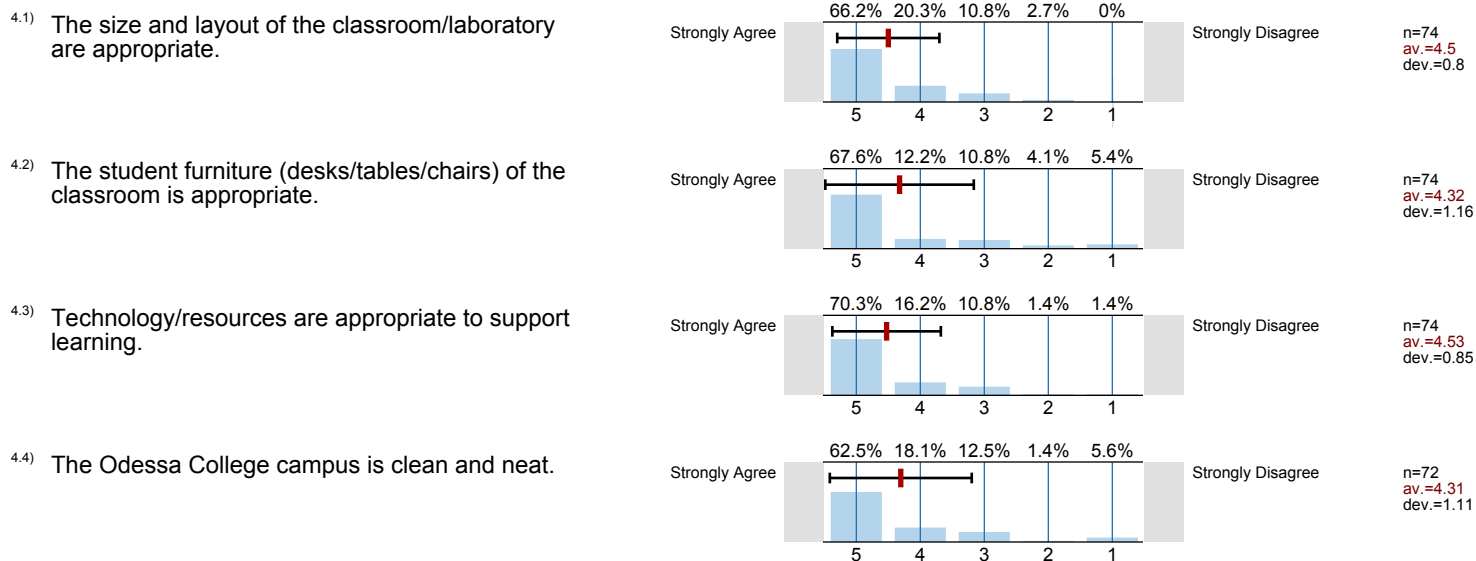 4.1) The size and layout of the classroom/laboratory
are appropriate.
66.2% 20.3% 10.8% 2.7% 0%
Strongly Agree Strongly Disagree
n=74
av.=4.5
dev.=0.8
5 4 3 2 1
4.2) The student furniture (desks/tables/chairs) of the
classroom is appropriate.
67.6% 12.2% 10.8% 4.1% 5.4%
Strongly Agree Strongly Disagree
n=74
av.=4.32
dev.=1.16
5 4 3 2 1
4.3) Technology/resources are appropriate to support
learning.
70.3% 16.2% 10.8% 1.4% 1.4%
Strongly Agree Strongly Disagree
n=74
av.=4.53
dev.=0.85
5 4 3 2 1
4.4) The Odessa College campus is clean and neat.
62.5% 18.1% 12.5% 1.4% 5.6%
Strongly Agree Strongly Disagree
n=72
av.=4.31
dev.=1.11
5 4 3 2 1